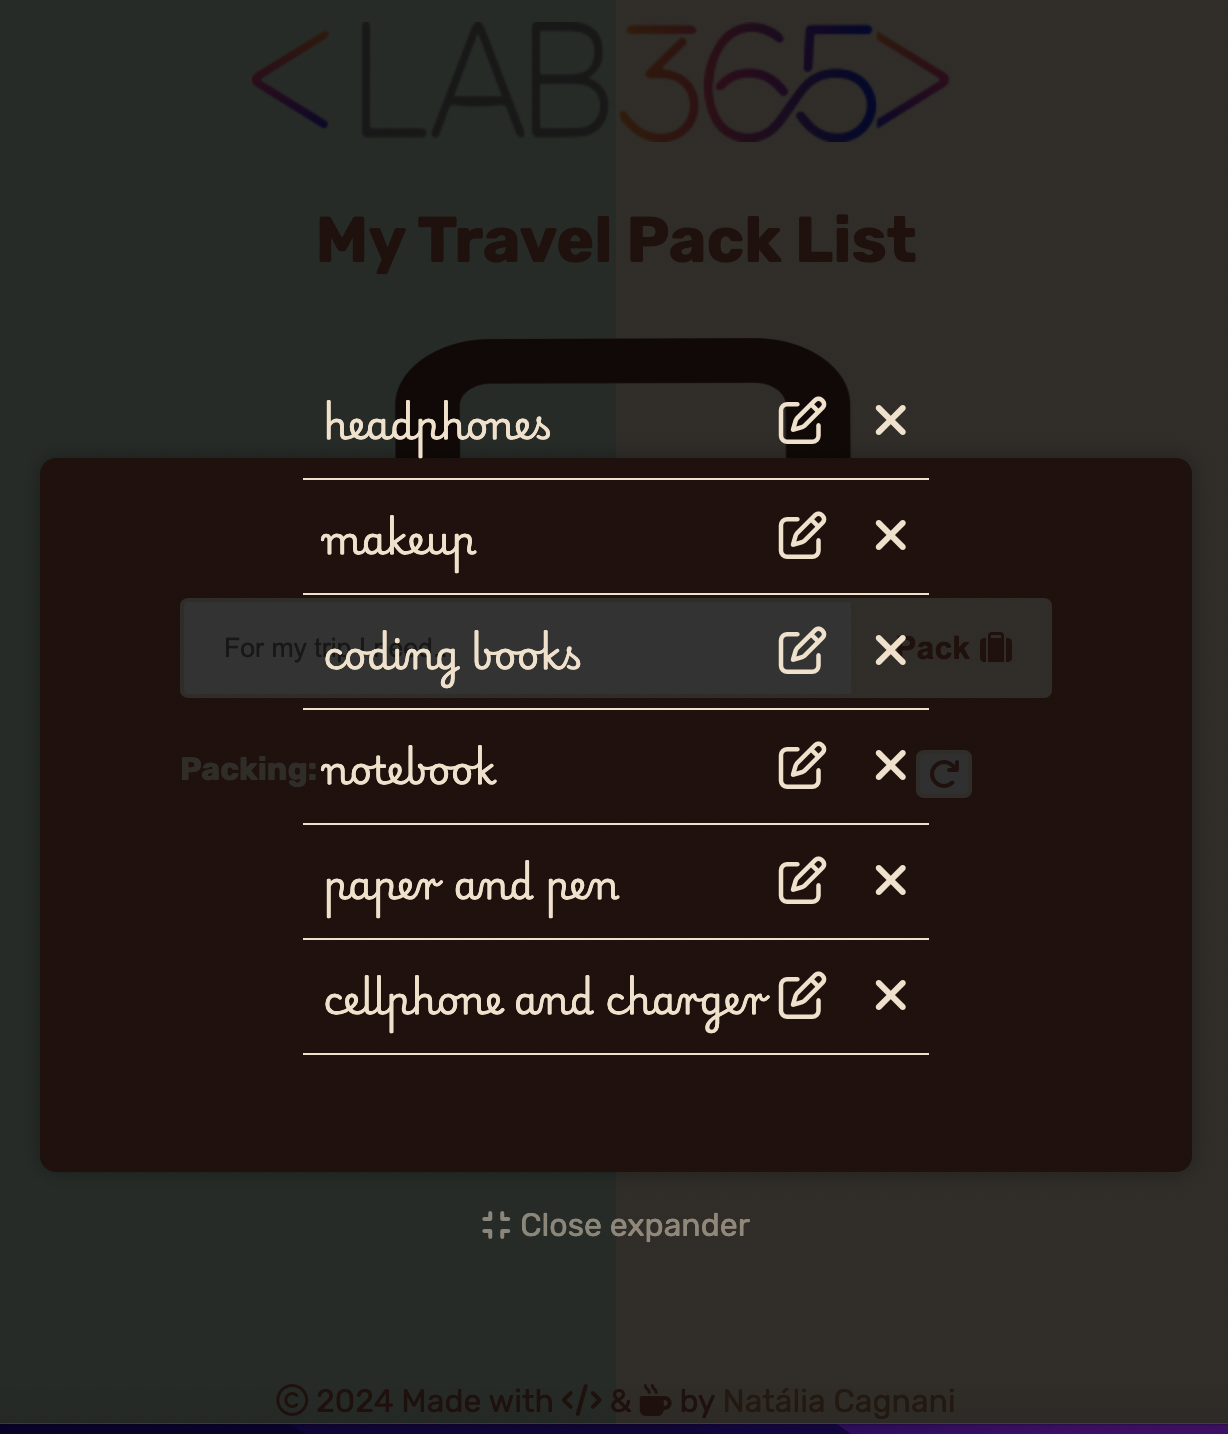 <LAB365>
My Travel Pack List
headphones
makeup
coding books
For my trip I need...
Pack
notebook
Packing:
paper and pen
cellphone and charger
Close expander
© 2024 Made with </> & by Natália Cagnani